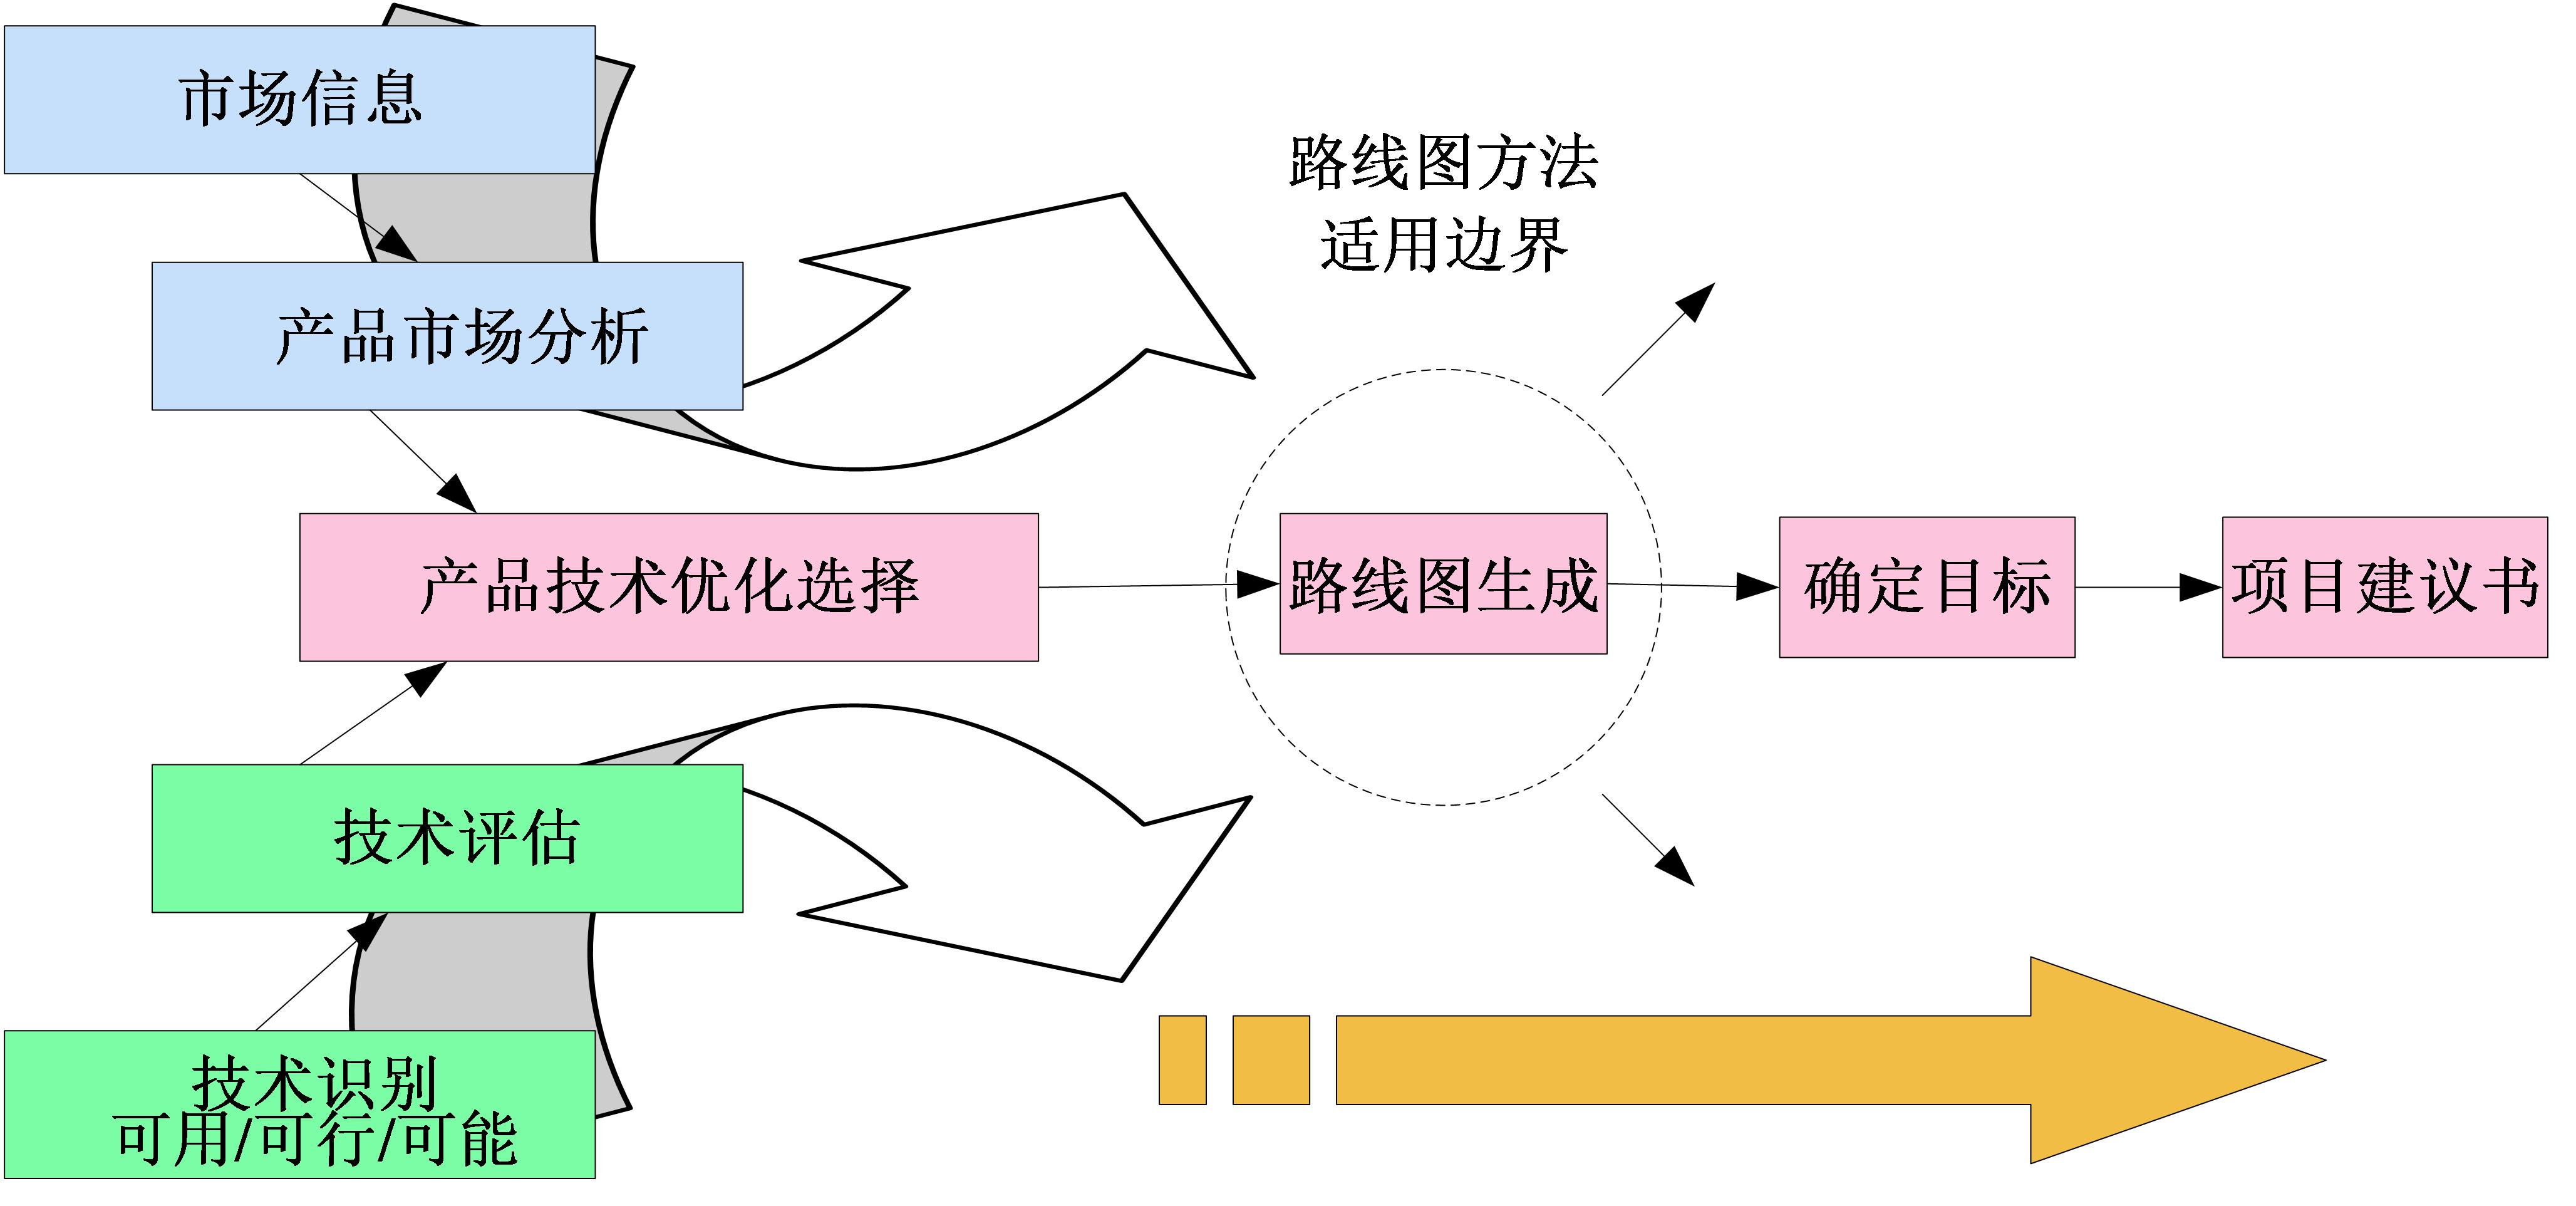 市场信息
路线图方法
适用边界
产品市场分析
产品技术优化选择
路线图生成
确定目标
项目建议书
技术评估
技术识别
可用/可行/可能